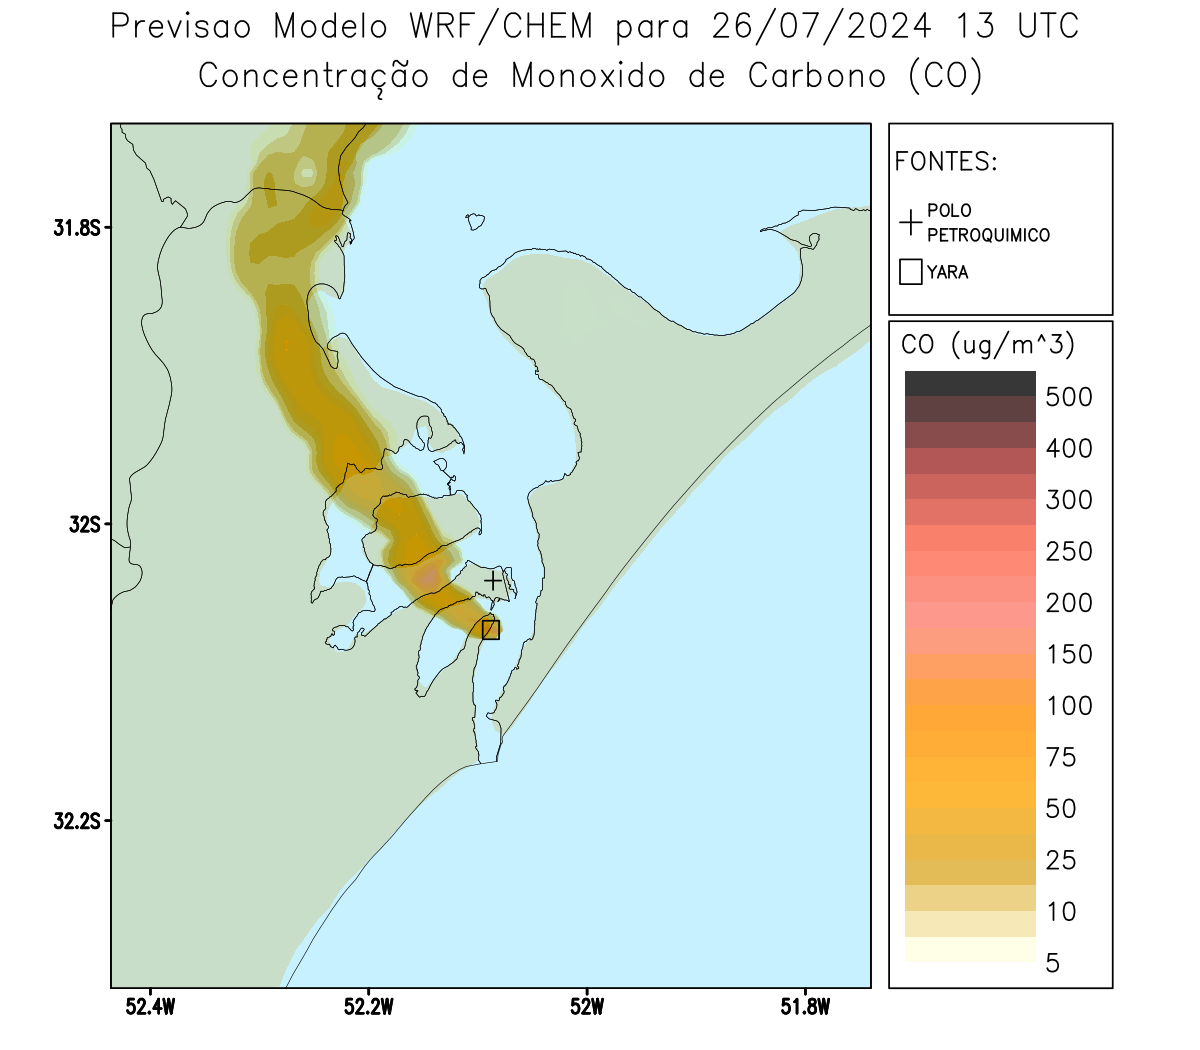 Previsao Modelo WRF/CHEM para 26/07/2024 13 UTC
Concentração de Monoxido de Carbono (CO)
FONTES:
POLO
PETROQUIMICO
YARA
CO (ug/m^3)
500
400
300
250
200
150
100
75
50
25
10
5
31.8S
32S
32.2S
52.4W
52.2W
52W
51.8W